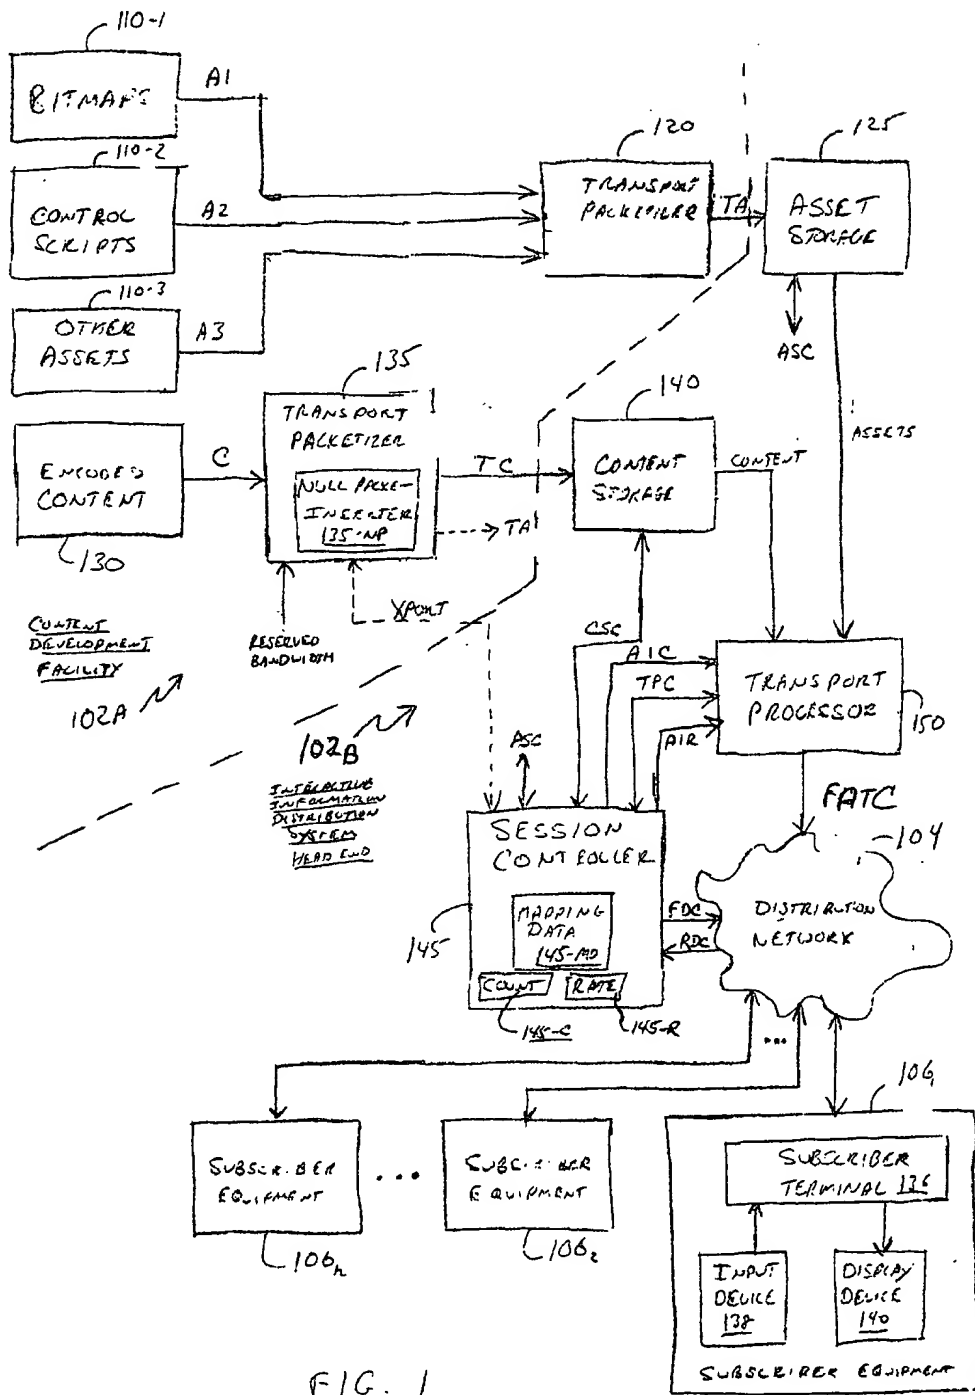 110-1
BITMAPS
A1
110-2
CONTROL
SCRIPTS
A2
110-3
OTHER
ASSETS
A3
120
TRANSPORT
PACKETIZER
TA
125
ASSET
STORAGE
ASC
ASSETS
ENCODED
CONTENT
130
C
135
TRANSPORT
PACKETIZER
NULL PACKE-
INSERTER
135-NP
TC
TA
140
CONTENT
STORAGE
CONTENT
CONTENT
DEVELOPMENT
FACILITY
102A
RESERVED
BANDWIDTH
XPORT
CSC
AIC
TPC
AIR
TRANSPORT
PROCESSOR
150
102B
INTERACTIVE
INFORMATION
DISTRIBUTION
SYSTEM
HEAD END
ASC
FATC
SESSION
CONTROLLER
MAPPING
DATA
145-MD
COUNT
RATE
145
145-C
145-R
FDC
RDC
104
DISTRIBUTION
NETWORK
...
SUBSCRIBER
EQUIPMENT
106n
...
SUBSCRIBER
EQUIPMENT
1062
1061
SUBSCRIBER
TERMINAL 136
INPUT
DEVICE
138
DISPLAY
DEVICE
140
SUBSCRIBER EQUIPMENT
FIG. 1